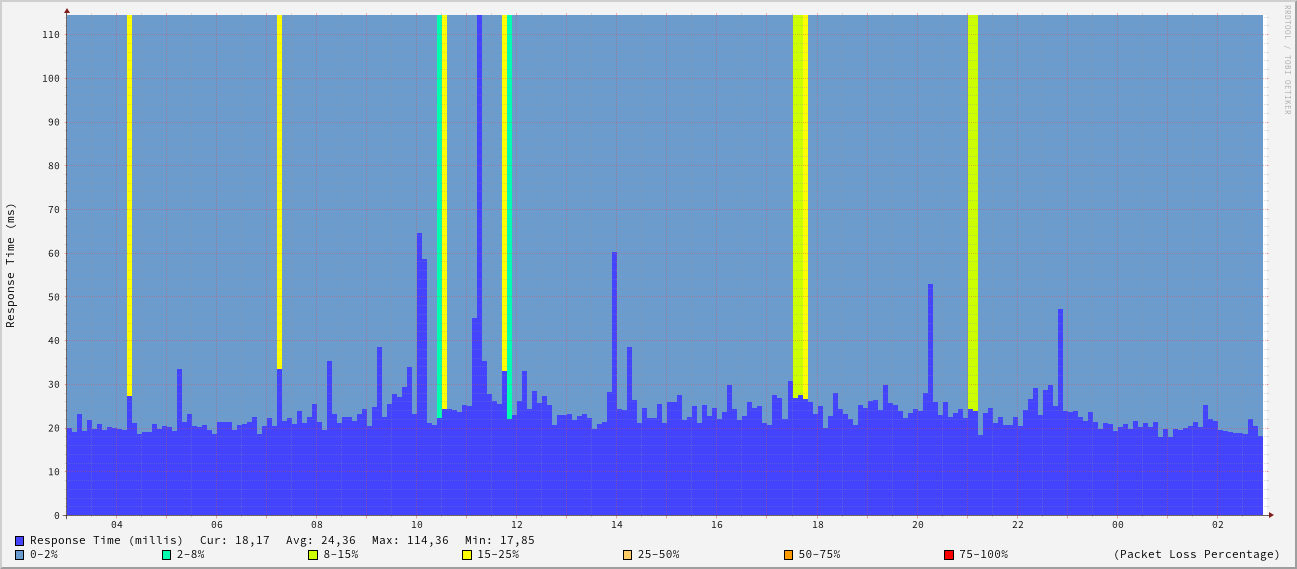 RRDTOOL / TOBI OETIKER
Response Time (ms)
110
100
90
80
70
60
50
40
30
20
10
0
04 06 08 10 12 14 16 18 20 22 00 02
Response Time (millis) Cur: 18,17 Avg: 24,36 Max: 114,36 Min: 17,85
0-2% 2-8% 8-15% 15-25% 25-50% 50-75% 75-100% (Packet Loss Percentage)